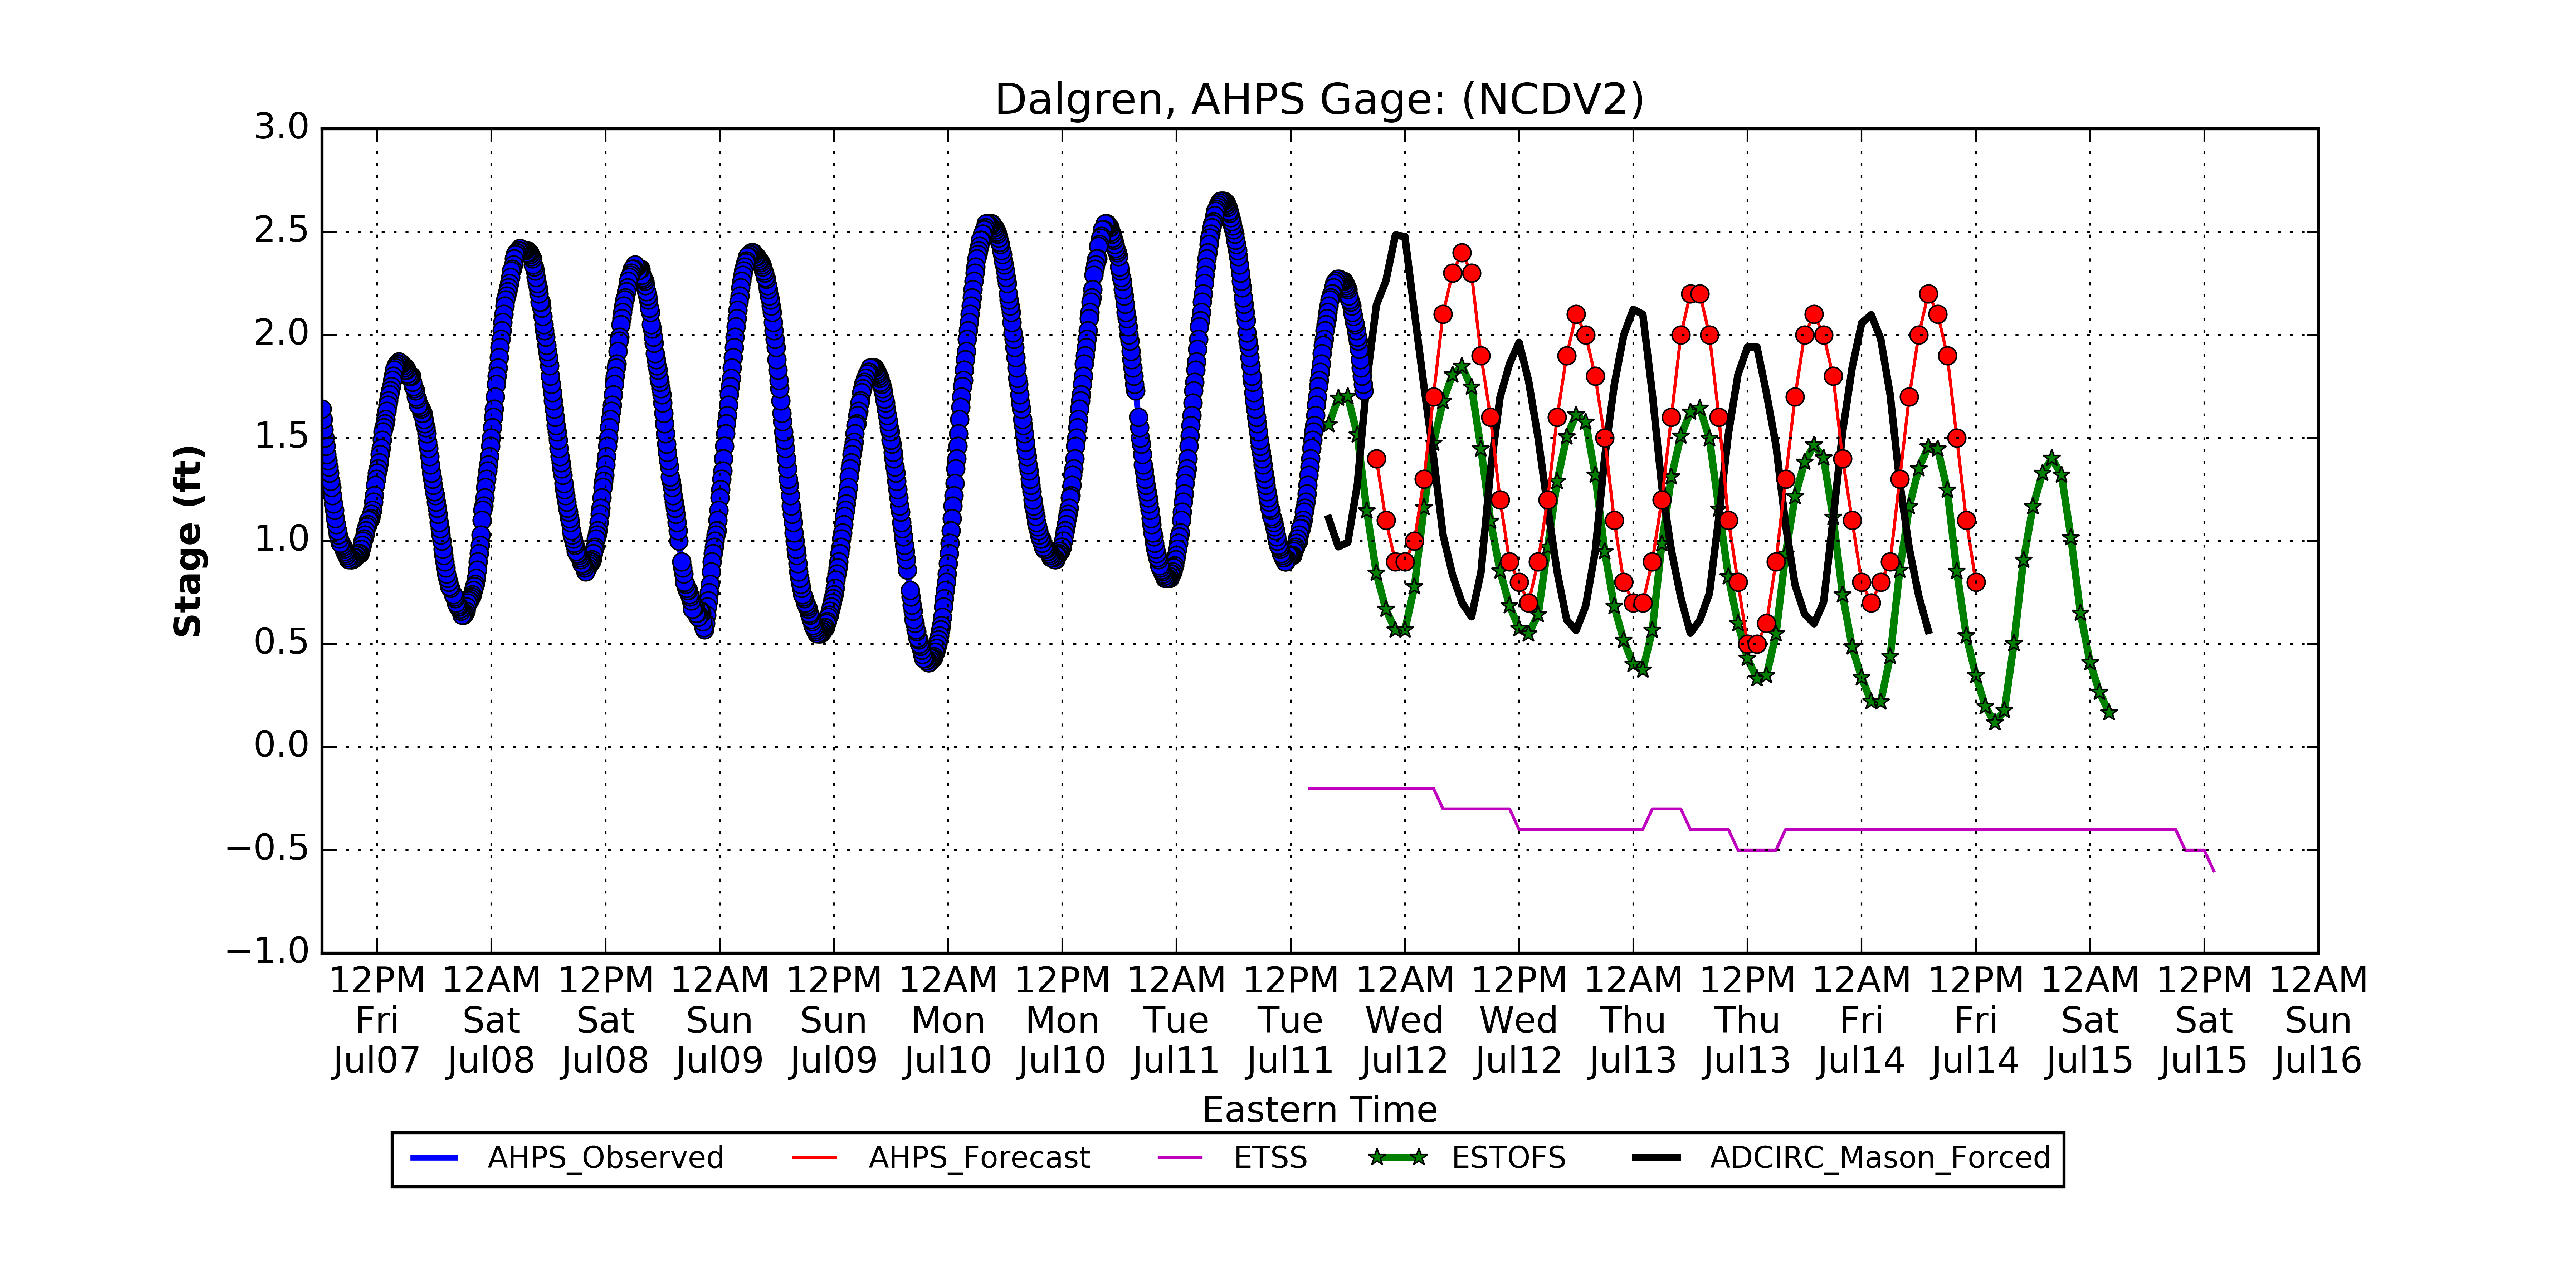 Dalgren, AHPS Gage: (NCDV2)
3.0
2.5
2.0
1.5
1.0
0.5
0.0
−0.5
−1.0
Stage (ft)
12PM 12AM 12PM 12AM 12PM 12AM 12PM 12AM 12PM 12AM 12PM 12AM 12PM 12AM 12PM 12AM 12PM 12AM
Fri Sat Sat Sun Sun Mon Mon Tue Tue Wed Wed Thu Thu Fri Fri Sat Sat Sun
Jul07 Jul08 Jul08 Jul09 Jul09 Jul10 Jul10 Jul11 Jul11 Jul12 Jul12 Jul13 Jul13 Jul14 Jul14 Jul15 Jul15 Jul16
Eastern Time
AHPS_Observed AHPS_Forecast ETSS ESTOFS ADCIRC_Mason_Forced